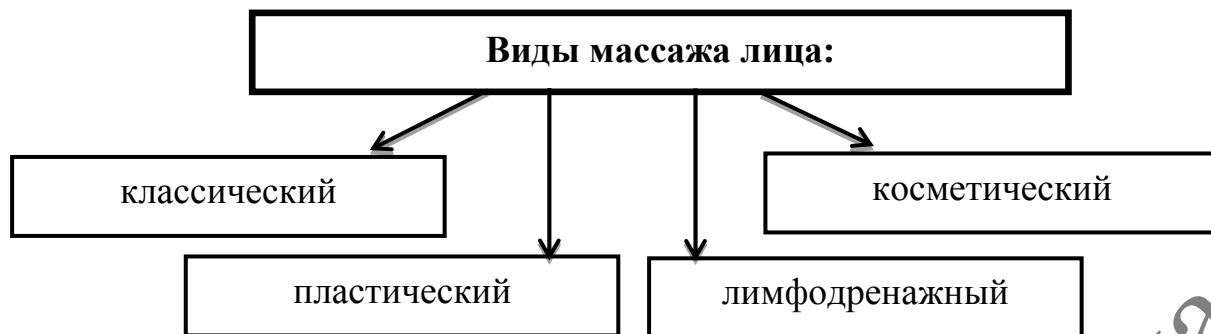 Виды массажа лица:
классический
косметический
пластический
лимфодренажный